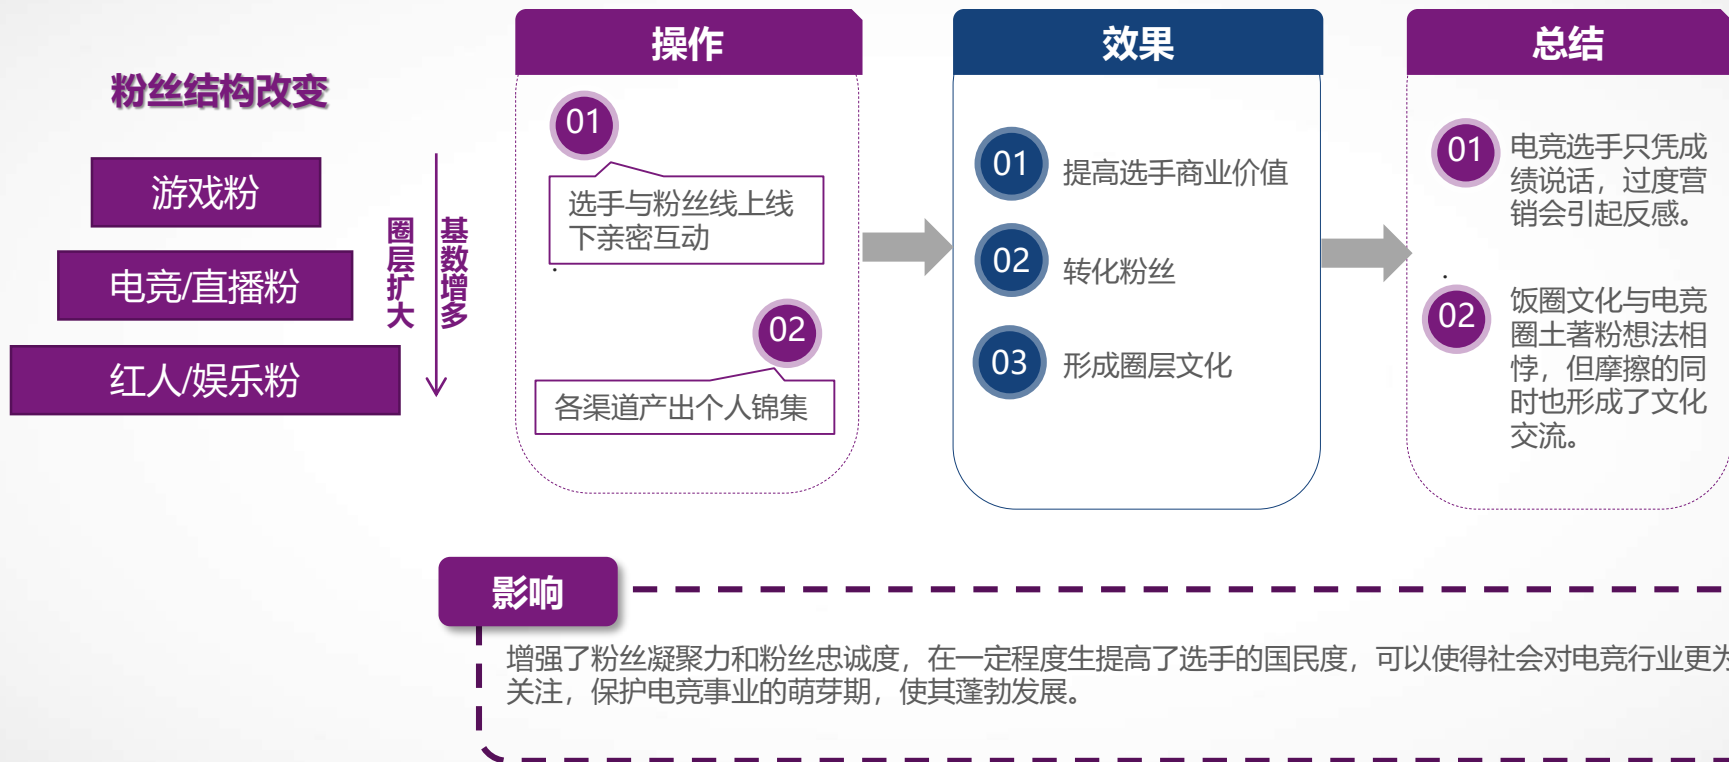 粉丝结构改变
游戏粉
电竞/直播粉
红人/娱乐粉
圈层扩大
基数增多
操作
01
选手与粉丝线上线
下亲密互动
.
02
各渠道产出个人锦集
效果
01
提高选手商业价值
02
转化粉丝
03
形成圈层文化
总结
01
电竞选手只凭成
绩说话，过度营
销会引起反感。
.
02
饭圈文化与电竞
圈土著粉想法相
悖，但摩擦的同
时也形成了文化
交流。
影响
增强了粉丝凝聚力和粉丝忠诚度，在一定程度生提高了选手的国民度，可以使得社会对电竞行业更为
关注，保护电竞事业的萌芽期，使其蓬勃发展。